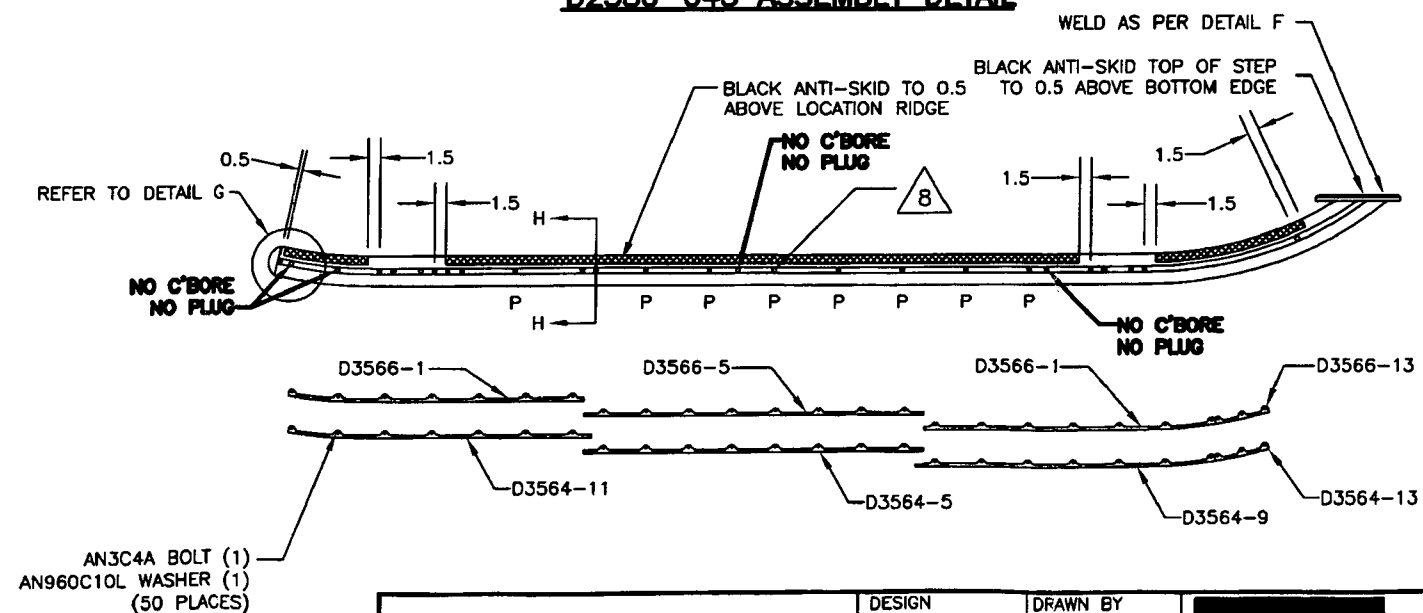 D2580-043 ASSEMBLY DETAIL
WELD AS PER DETAIL F
BLACK ANTI-SKID TO 0.5
ABOVE LOCATION RIDGE
BLACK ANTI-SKID TOP OF STEP
TO 0.5 ABOVE BOTTOM EDGE
NO C'BORE
NO PLUG
0.5
1.5
1.5
REFER TO DETAIL G
1.5
1.5
1.5
H
8
NO C'BORE
NO PLUG
P
P
P
P
P
P
P
P
H
NO C'BORE
NO PLUG
D3566-1
D3566-5
D3566-1
D3566-13
D3564-11
D3564-5
D3564-9
D3564-13
AN3C4A BOLT (1)
AN960C10L WASHER (1)
(50 PLACES)
DESIGN
DRAWN BY